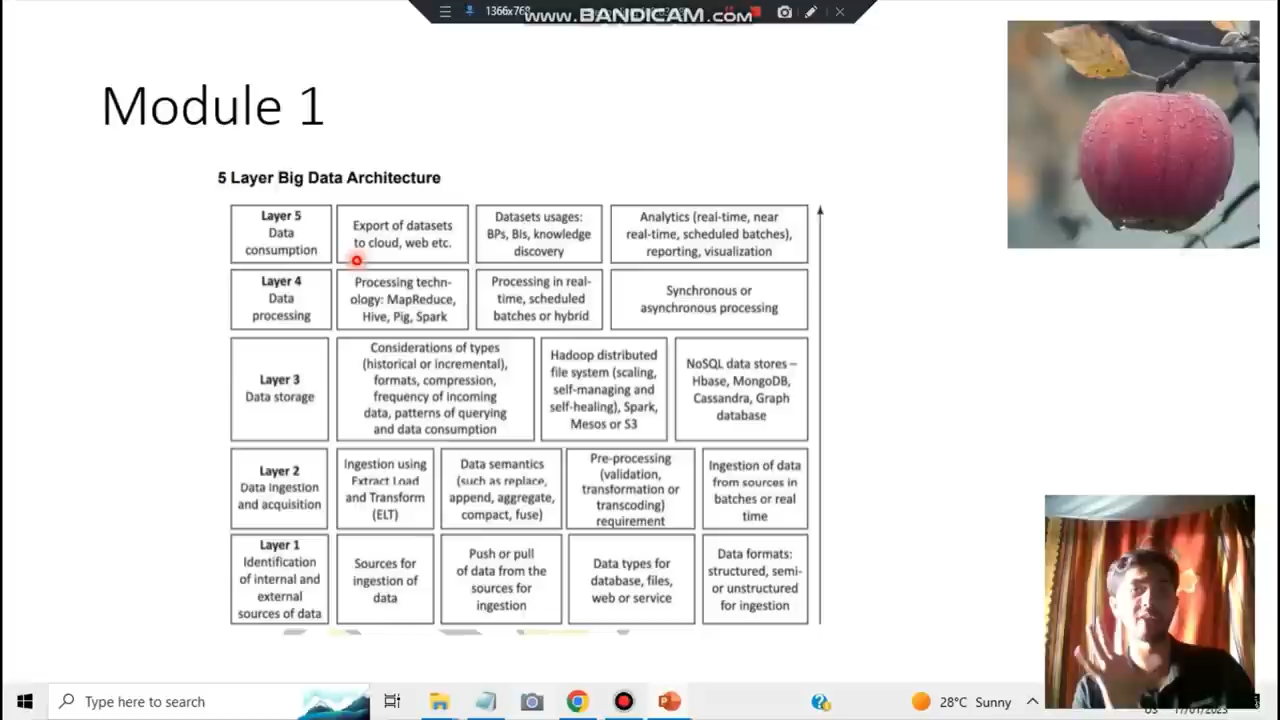 1366x768
www.BANDICAM.com
Module 1
5 Layer Big Data Architecture
Layer 5
Data
consumption
Export of datasets
to cloud, web etc.
Datasets usages:
BPs, BIs, knowledge
discovery
Analytics (real-time, near
real-time, scheduled batches),
reporting, visualization
Layer 4
Data
processing
Processing techn-
ology: MapReduce,
Hive, Pig, Spark
Processing in real-
time, scheduled
batches or hybrid
Synchronous or
asynchronous processing
Layer 3
Data storage
Considerations of types
(historical or incremental),
formats, compression,
frequency of incoming
data, patterns of querying
and data consumption
Hadoop distributed
file system (scaling,
self-managing and
self-healing), Spark,
Mesos or S3
NoSQL data stores –
Hbase, MongoDB,
Cassandra, Graph
database
Layer 2
Data Ingestion
and acquisition
Ingestion using
Extract Load
and Transform
(ELT)
Data semantics
(such as replace,
append, aggregate,
compact, fuse)
Pre-processing
(validation,
transformation or
transcoding)
requirement
Ingestion of data
from sources in
batches or real
time
Layer 1
Identification
of internal and
external
sources of data
Sources for
ingestion of
data
Push or pull
of data from the
sources for
ingestion
Data types for
database, files,
web or service
Data formats:
structured, semi-
or unstructured
for ingestion
Type here to search
28°C Sunny
17/01/2023